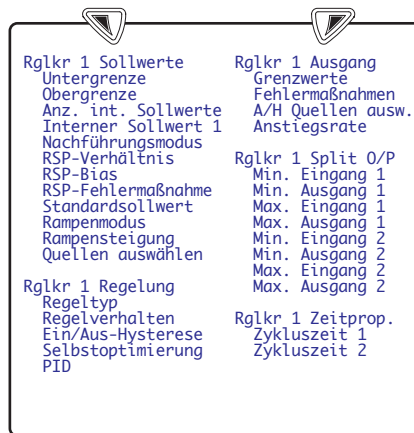 Rglkr 1 Sollwerte
Untergrenze
Obergrenze
Anz. int. Sollwerte
Interner Sollwert 1
Nachführungsmodus
RSP-Verhältnis
RSP-Bias
RSP-Fehlermaßnahme
Standardsollwert
Rampenmodus
Rampensteigung
Quellen auswählen
Rglkr 1 Regelung
Regeltyp
Regelverhalten
Ein/Aus-Hysterese
Selbstoptimierung
PID
Rglkr 1 Ausgang
Grenzwerte
Fehlermaßnahmen
A/H Quellen ausw.
Anstiegsrate
Rglkr 1 Split O/P
Min. Eingang 1
Min. Ausgang 1
Max. Eingang 1
Max. Ausgang 1
Min. Eingang 2
Min. Ausgang 2
Max. Eingang 2
Max. Ausgang 2
Rglkr 1 Zeitprop.
Zykluszeit 1
Zykluszeit 2